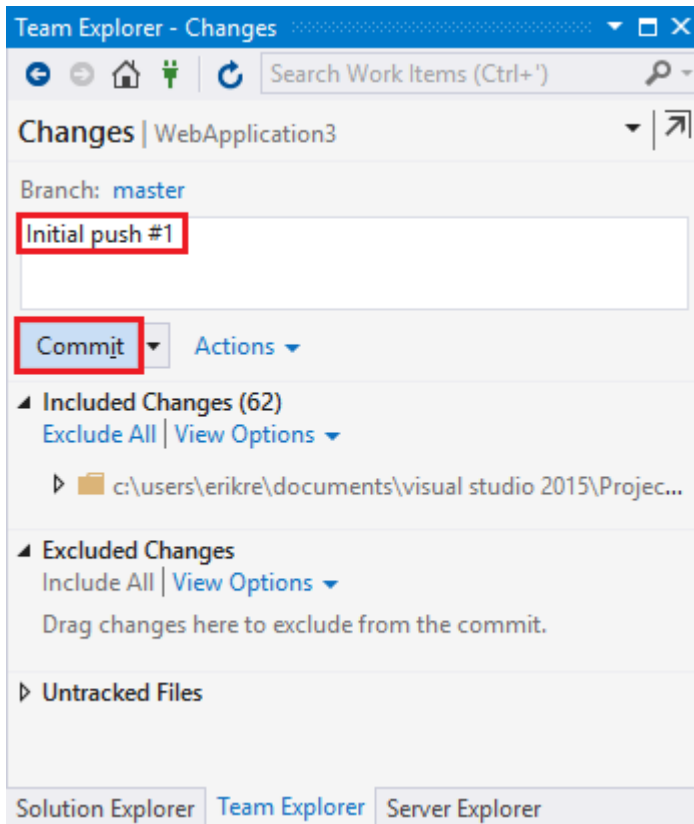 Team Explorer - Changes
Search Work Items (Ctrl+')
Changes | WebApplication3
Branch: master
Initial push #1
Commit Actions
Included Changes (62)
Exclude All | View Options
c:\users\erikre\documents\visual studio 2015\Projec...
Excluded Changes
Include All | View Options
Drag changes here to exclude from the commit.
Untracked Files
Solution Explorer Team Explorer Server Explorer